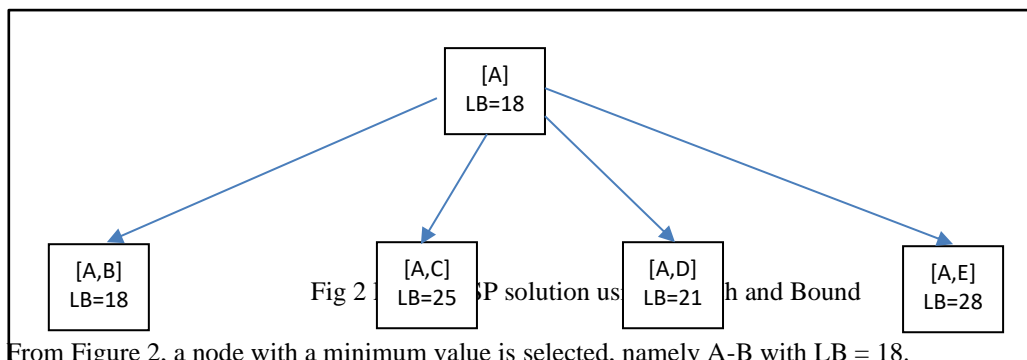 [A]
LB=18
[A,B]
LB=18
[A,C]
LB=25
[A,D]
LB=21
[A,E]
LB=28
Fig 2 SP solution us h and Bound
From Figure 2, a node with a minimum value is selected, namely A-B with LB = 18.